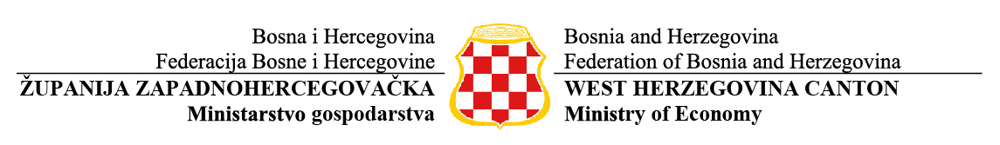 Bosna i Hercegovina
Federacija Bosne i Hercegovine
ŽUPANIJA ZAPADNOHERCEGOVAČKA
Ministarstvo gospodarstva
Bosnia and Herzegovina
Federation of Bosnia and Herzegovina
WEST HERZEGOVINA CANTON
Ministry of Economy